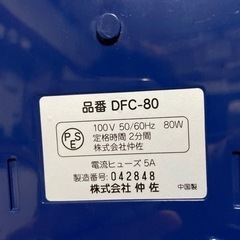 品番 DFC-80
100V 50/60Hz 80W
定格時間 2分間
株式会社 仲佐
PSE
電流ヒューズ 5A
製造番号: 042848
株式会社 仲佐
中国製